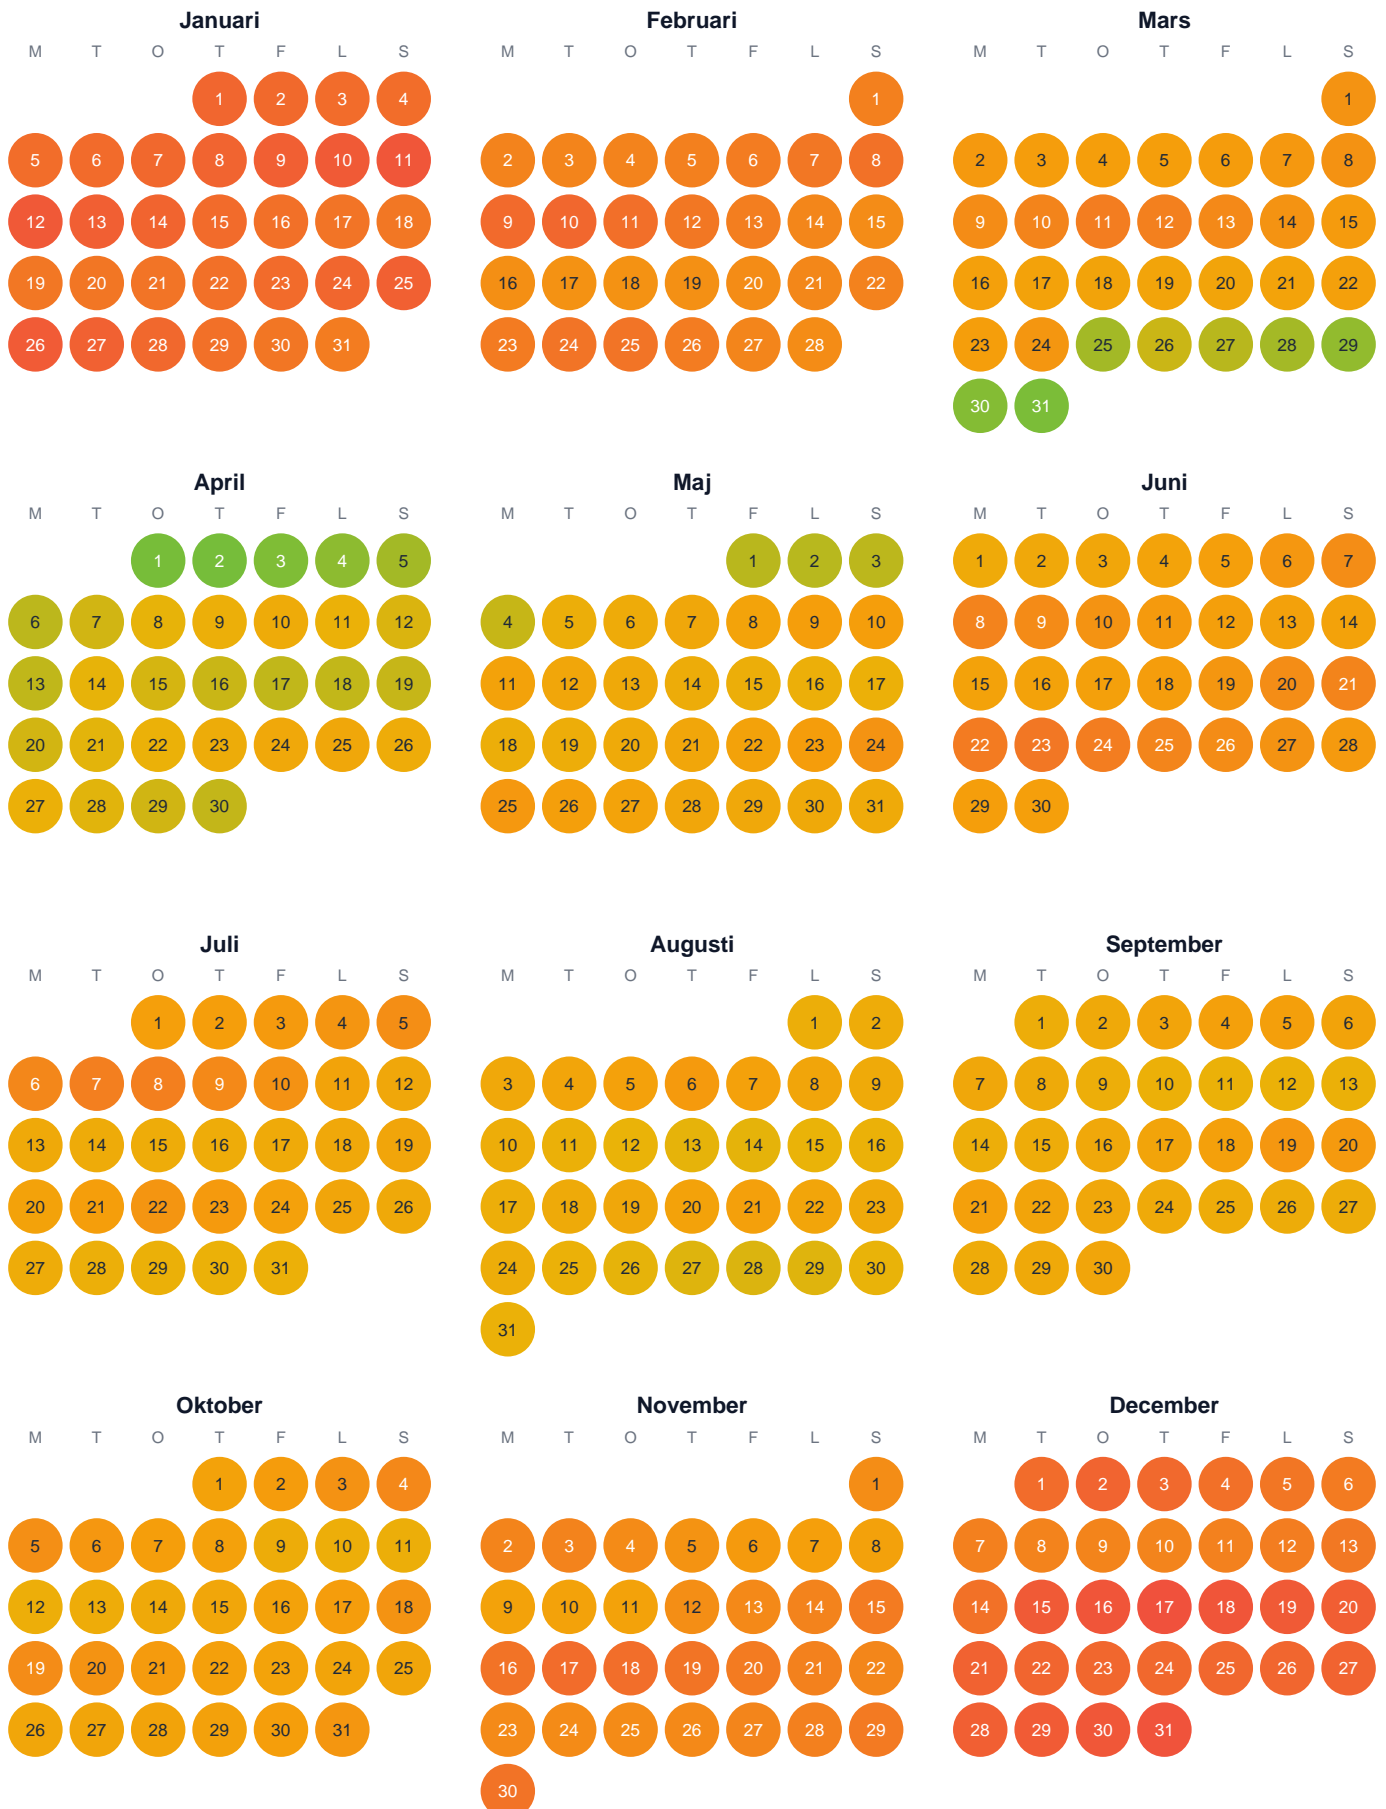 Januari
M T O T F L S
1 2 3 4
5 6 7 8 9 10 11
12 13 14 15 16 17 18
19 20 21 22 23 24 25
26 27 28 29 30 31
Februari
M T O T F L S
1
2 3 4 5 6 7 8
9 10 11 12 13 14 15
16 17 18 19 20 21 22
23 24 25 26 27 28
Mars
M T O T F L S
1
2 3 4 5 6 7 8
9 10 11 12 13 14 15
16 17 18 19 20 21 22
23 24 25 26 27 28 29
30 31
April
M T O T F L S
1 2 3 4 5
6 7 8 9 10 11 12
13 14 15 16 17 18 19
20 21 22 23 24 25 26
27 28 29 30
Maj
M T O T F L S
1 2 3
4 5 6 7 8 9 10
11 12 13 14 15 16 17
18 19 20 21 22 23 24
25 26 27 28 29 30 31
Juni
M T O T F L S
1 2 3 4 5 6 7
8 9 10 11 12 13 14
15 16 17 18 19 20 21
22 23 24 25 26 27 28
29 30
Juli
M T O T F L S
1 2 3 4 5
6 7 8 9 10 11 12
13 14 15 16 17 18 19
20 21 22 23 24 25 26
27 28 29 30 31
Augusti
M T O T F L S
1 2
3 4 5 6 7 8 9
10 11 12 13 14 15 16
17 18 19 20 21 22 23
24 25 26 27 28 29 30
31
September
M T O T F L S
1 2 3 4 5 6
7 8 9 10 11 12 13
14 15 16 17 18 19 20
21 22 23 24 25 26 27
28 29 30
Oktober
M T O T F L S
1 2 3 4
5 6 7 8 9 10 11
12 13 14 15 16 17 18
19 20 21 22 23 24 25
26 27 28 29 30 31
November
M T O T F L S
1
2 3 4 5 6 7 8
9 10 11 12 13 14 15
16 17 18 19 20 21 22
23 24 25 26 27 28 29
30
December
M T O T F L S
1 2 3 4 5 6
7 8 9 10 11 12 13
14 15 16 17 18 19 20
21 22 23 24 25 26 27
28 29 30 31